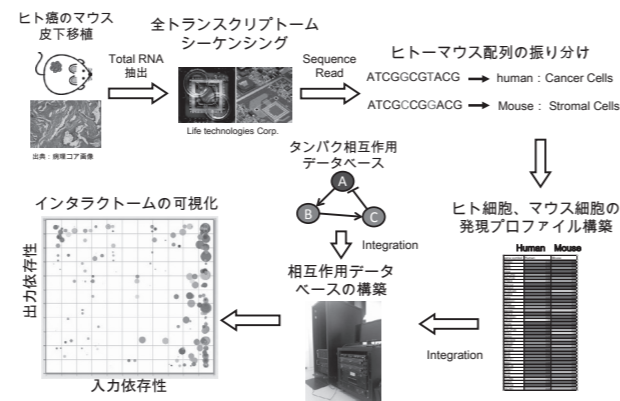 ヒト癌のマウス
皮下移植
出典：病理コア画像
Total RNA
抽出
全トランスクリプトーム
シーケンシング
Life technologies Corp.
Sequence
Read
ヒトーマウス配列の振り分け
ATCGGCGTACG
human : Cancer Cells
ATCGCCGGACG
Mouse : Stromal Cells
ヒト細胞、マウス細胞の
発現プロファイル構築
Human Mouse
Integration
タンパク相互作用
データベース
A
B
C
Integration
相互作用データ
ベースの構築
インタラクトームの可視化
出力依存性
入力依存性